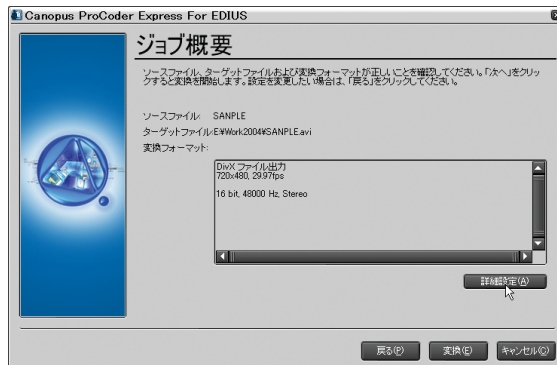 Canopus ProCoder Express For EDIUS
ジョブ概要
ソースファイル、ターゲットファイルおよび変換フォーマットが正しいことを確認してください。「次へ」をクリッ
クすると変換を開始します。設定を変更したい場合は、「戻る」をクリックしてください。
ソースファイル: SANPLE
ターゲットファイル:E:¥Work2004¥SANPLE.avi
変換フォーマット:
DivX ファイル出力
720x480, 29.97fps
16 bit, 48000 Hz, Stereo
詳細設定(A)
戻る(P) 変換(E) キャンセル(C)